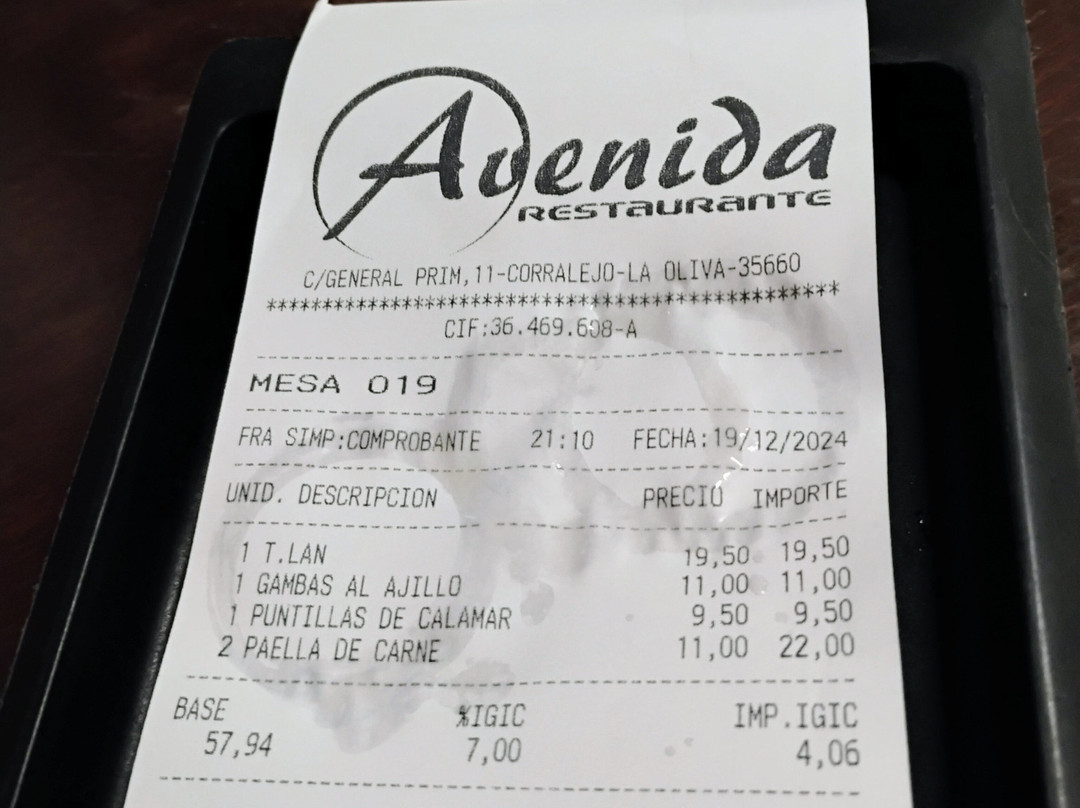 Avenida
RESTAURANTE
C/GENERAL PRIM,11-CORRALEJO-LA OLIVA-35660
************************************************
CIF:36.469.608-A
MESA 019
FRA SIMP:COMPROBANTE 21:10 FECHA:19/12/2024
UNID. DESCRIPCION PRECIO IMPORTE
1 T.LAN 19,50 19,50
1 GAMBAS AL AJILLO 11,00 11,00
1 PUNTILLAS DE CALAMAR 9,50 9,50
2 PAELLA DE CARNE 11,00 22,00
BASE %IGIC IMP.IGIC
57,94 7,00 4,06